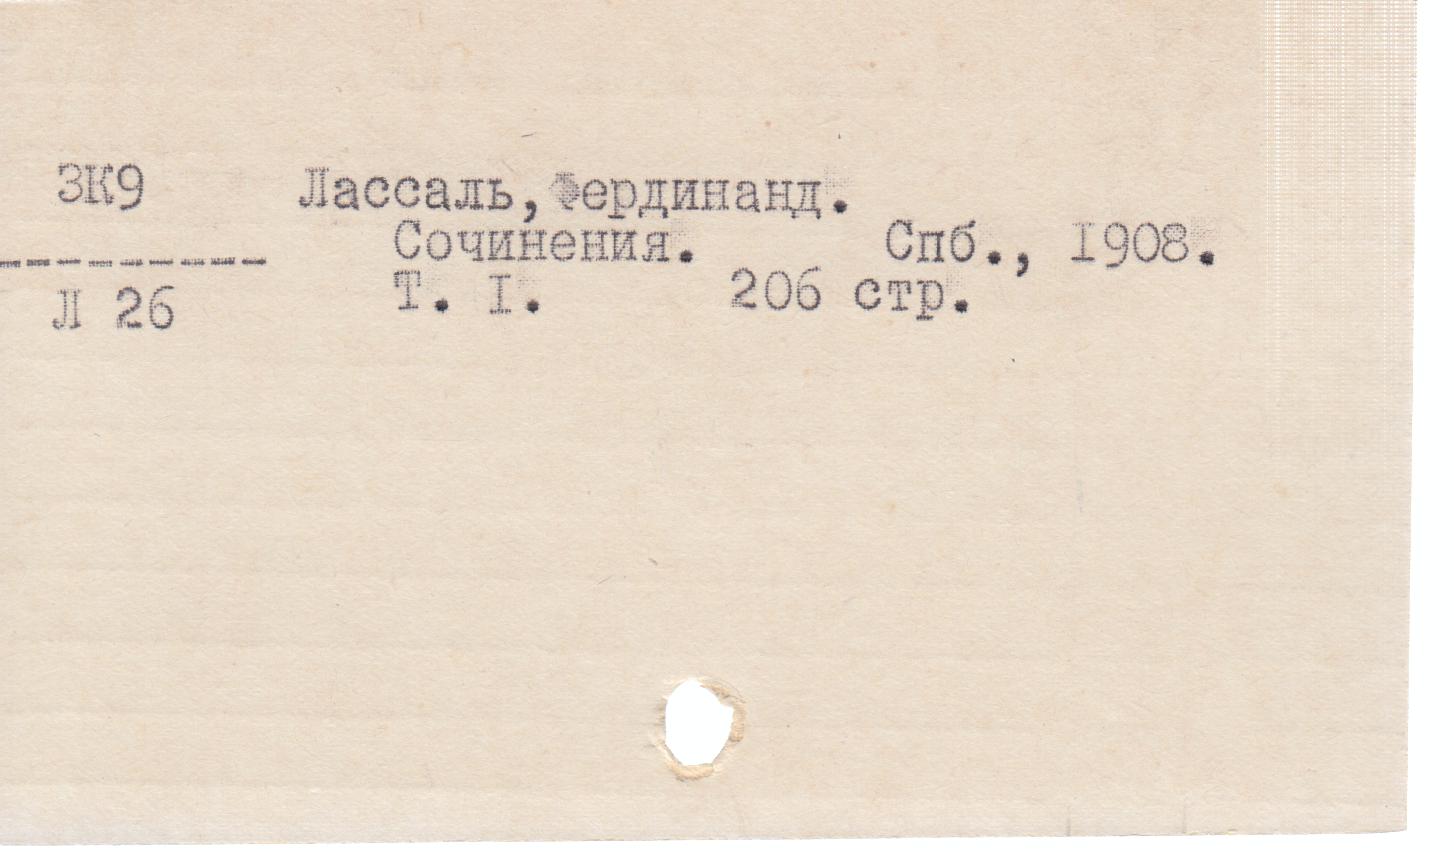 3К9 Лассаль, Фердинанд.
Сочинения. Спб., 1908.
---------
Л 26 Т. I. 206 стр.